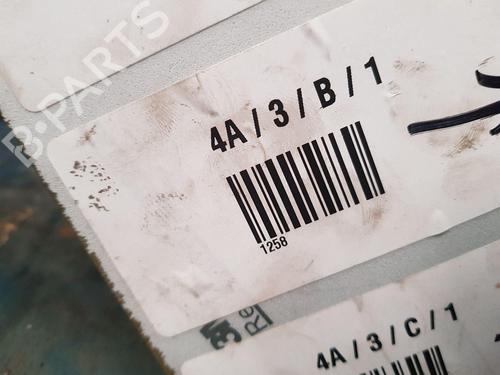 B-PARTS
4A / 3 / B / 1
1258
4A / 3 / C / 1